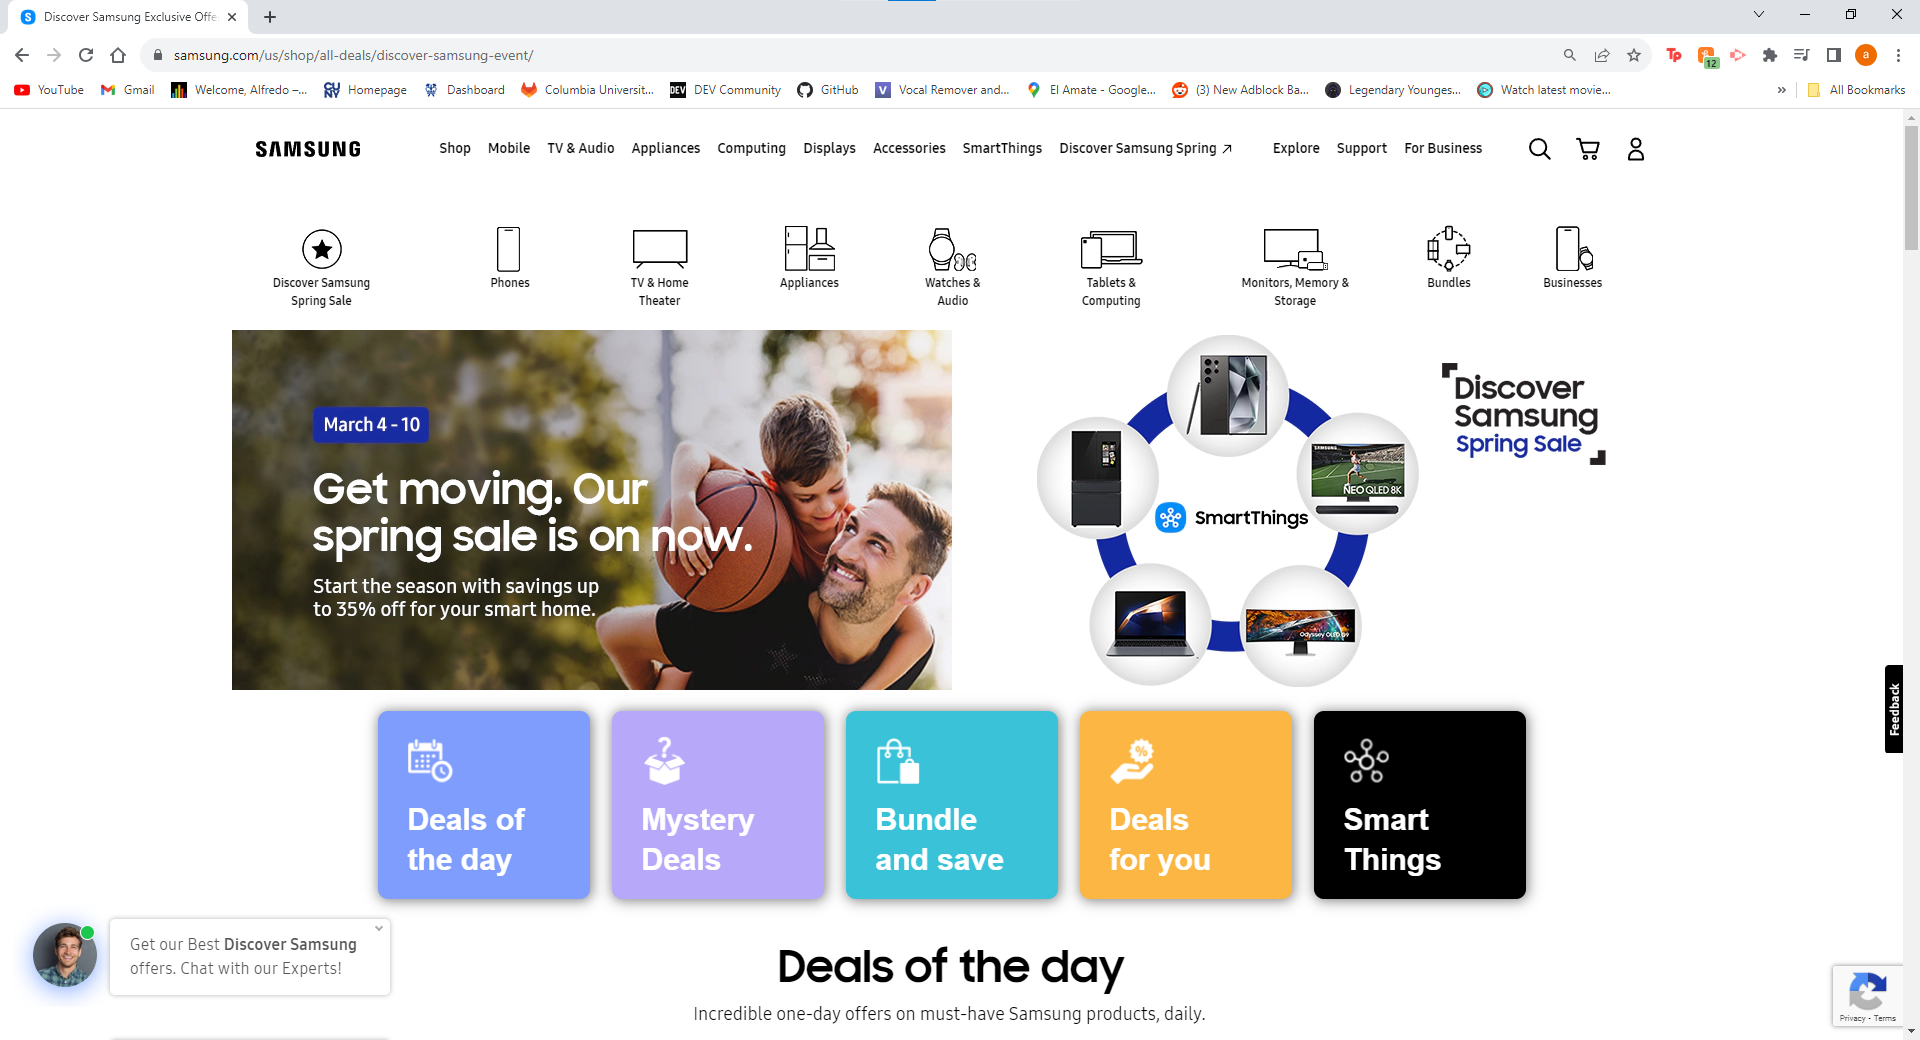 Discover Samsung Exclusive Offe
samsung.com/us/shop/all-deals/discover-samsung-event/
12
a
YouTube
Gmail
Welcome, Alfredo –...
Homepage
Dashboard
Columbia Universit...
DEV Community
GitHub
Vocal Remover and...
El Amate - Google...
(3) New Adblock Ba...
Legendary Younges...
Watch latest movie...
»
All Bookmarks
SAMSUNG
Shop
Mobile
TV & Audio
Appliances
Computing
Displays
Accessories
SmartThings
Discover Samsung Spring
Explore
Support
For Business
Discover Samsung
Spring Sale
Phones
TV & Home
Theater
Appliances
Watches &
Audio
Tablets &
Computing
Monitors, Memory &
Storage
Bundles
Businesses
March 4 - 10
Get moving. Our
spring sale is on now.
Start the season with savings up
to 35% off for your smart home.
SmartThings
SAMSUNG
NEO QLED 8K
Odyssey OLED G9
Discover
Samsung
Spring Sale
Feedback
Deals of
the day
Mystery
Deals
Bundle
and save
Deals
for you
Smart
Things
Get our Best Discover Samsung
offers. Chat with our Experts!
Deals of the day
Incredible one-day offers on must-have Samsung products, daily.
Privacy - Terms